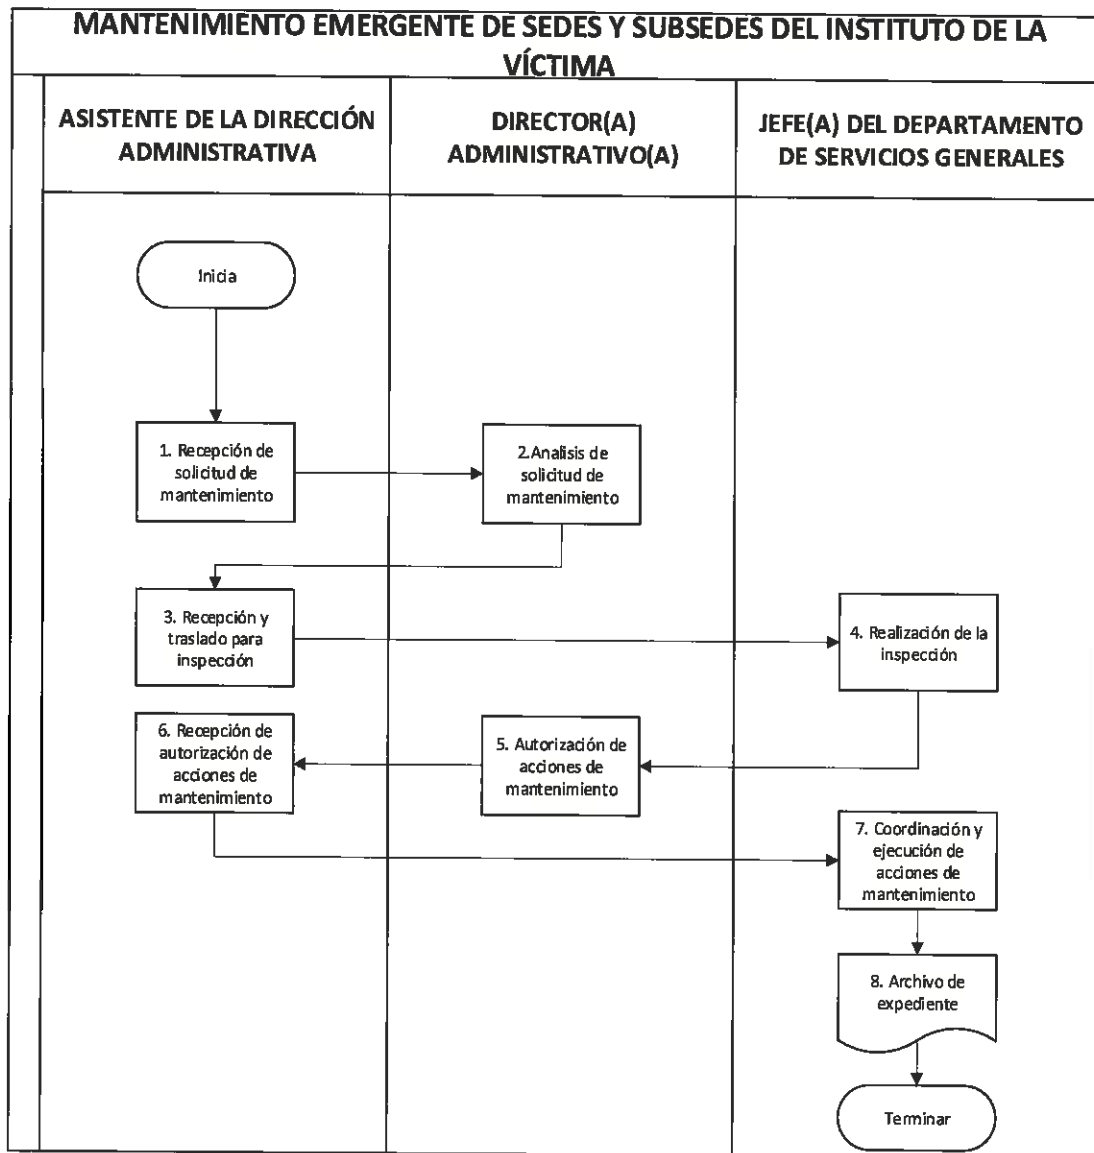 MANTENIMIENTO EMERGENTE DE SEDES Y SUBSEDES DEL INSTITUTO DE LA
VÍCTIMA
ASISTENTE DE LA DIRECCIÓN
ADMINISTRATIVA
DIRECTOR(A)
ADMINISTRATIVO(A)
JEFE(A) DEL DEPARTAMENTO
DE SERVICIOS GENERALES
Inicia
1. Recepción de
solicitud de
mantenimiento
2.Analisis de
solicitud de
mantenimiento
3. Recepción y
traslado para
inspección
4. Realización de la
inspección
5. Autorización de
acciones de
mantenimiento
6. Recepción de
autorización de
acciones de
mantenimiento
7. Coordinación y
ejecución de
acciones de
mantenimiento
8. Archivo de
expediente
Terminar